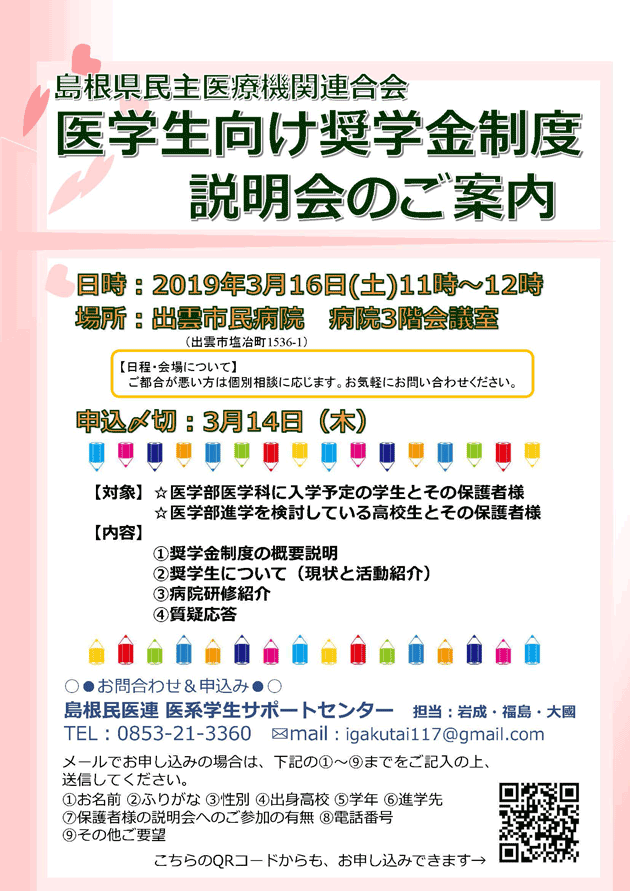 島根県民主医療機関連合会
医学生向け奨学金制度
説明会のご案内
日時：2019年3月16日(土)11時～12時
場所：出雲市民病院　病院3階会議室
（出雲市塩冶町1536-1）
【日程・会場について】
ご都合が悪い方は個別相談に応じます。お気軽にお問い合わせください。
申込〆切：3月14日（木）
【対象】☆医学部医学科に入学予定の学生とその保護者様
☆医学部進学を検討している高校生とその保護者様
【内容】
①奨学金制度の概要説明
②奨学生について（現状と活動紹介）
③病院研修紹介
④質疑応答
○●お問合わせ＆申込み●○
島根民医連 医系学生サポートセンター　担当：岩成・福島・大國
TEL：0853-21-3360　✉mail：igakutai117@gmail.com
メールでお申し込みの場合は、下記の①～⑨までをご記入の上、
送信してください。
①お名前 ②ふりがな ③性別 ④出身高校 ⑤学年 ⑥進学先
⑦保護者様の説明会へのご参加の有無 ⑧電話番号
⑨その他ご要望
こちらのQRコードからも、お申し込みできます→